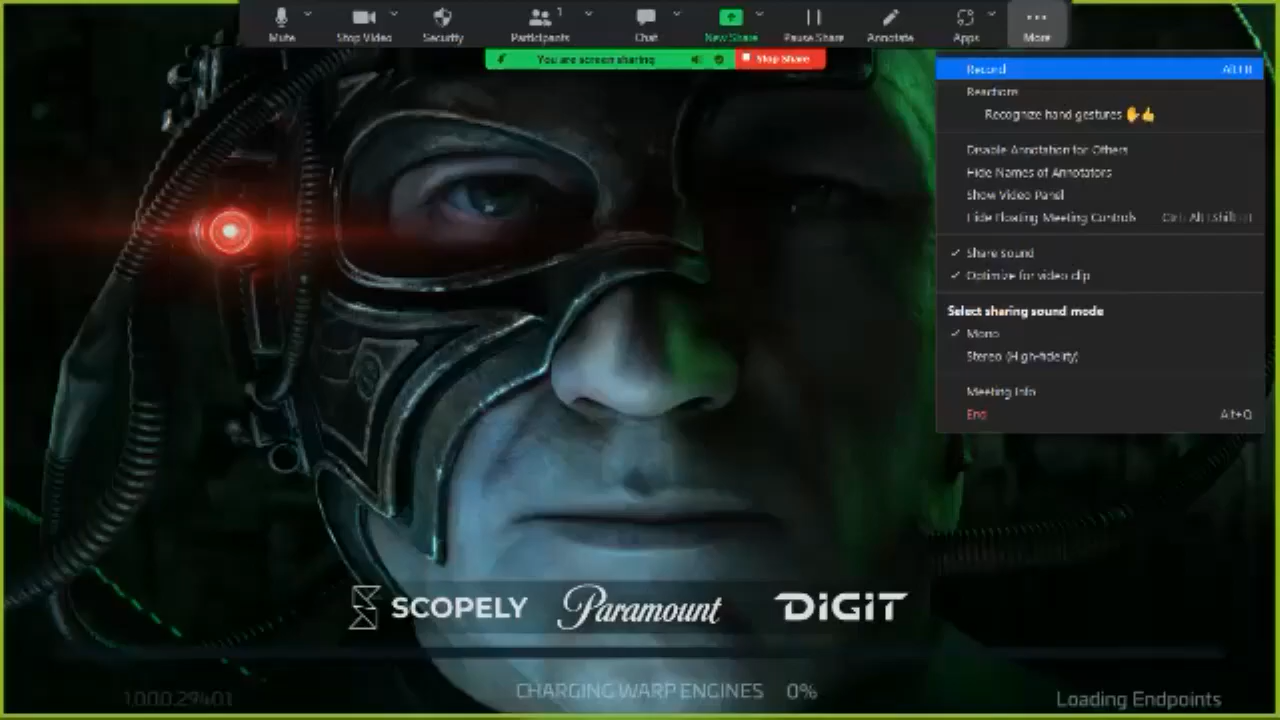 Mute
Stop Video
Security
Participants
1
Chat
New Share
Pause Share
Annotate
Apps
More
You are screen sharing
Stop Share
Record
Reactions
Recognize hand gestures
Disable Annotation for Others
Hide Names of Annotators
Show Video Panel
Hide Floating Meeting Controls
Share sound
Optimize for video clip
Select sharing sound mode
Mono
Stereo (High-fidelity)
Meeting Info
End Alt+Q
SCOPELY Paramount DiGiT
CHARGING WARP ENGINES 0%
Loading Endpoints